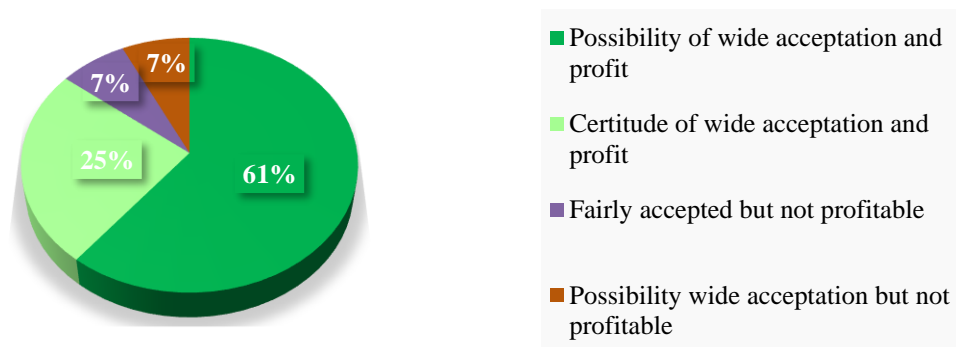 7%
7%
25%
61%
Possibility of wide acceptation and
profit
Certitude of wide acceptation and
profit
Fairly accepted but not profitable
Possibility wide acceptation but not
profitable